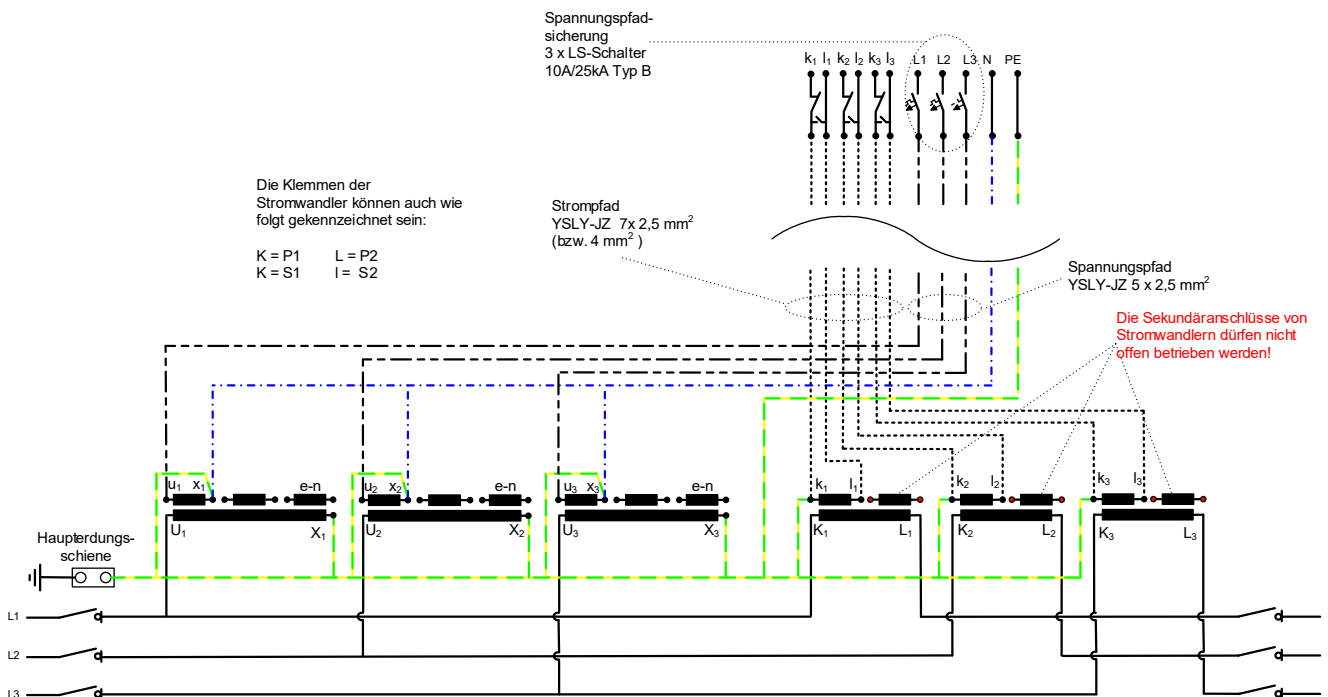 Spannungspfad-
sicherung
3 x LS-Schalter
10A/25kA Typ B
k₁ l₁ k₂ l₂ k₃ l₃ L1 L2 L3 N PE
Die Klemmen der
Stromwandler können auch wie
folgt gekennzeichnet sein:
K = P1 L = P2
K = S1 l = S2
Strompfad
YSLY-JZ 7x 2,5 mm²
(bzw. 4 mm² )
Spannungspfad
YSLY-JZ 5 x 2,5 mm²
Die Sekundäranschlüsse von
Stromwandlern dürfen nicht
offen betrieben werden!
u₁ x₁ e-n
u₂ x₂ e-n
u₃ x₃ e-n
k₁ l₁
k₂ l₂
k₃ l₃
U₁ X₁
U₂ X₂
U₃ X₃
K₁ L₁
K₂ L₂
K₃ L₃
Haupterdungs-
schiene
L1
L2
L3